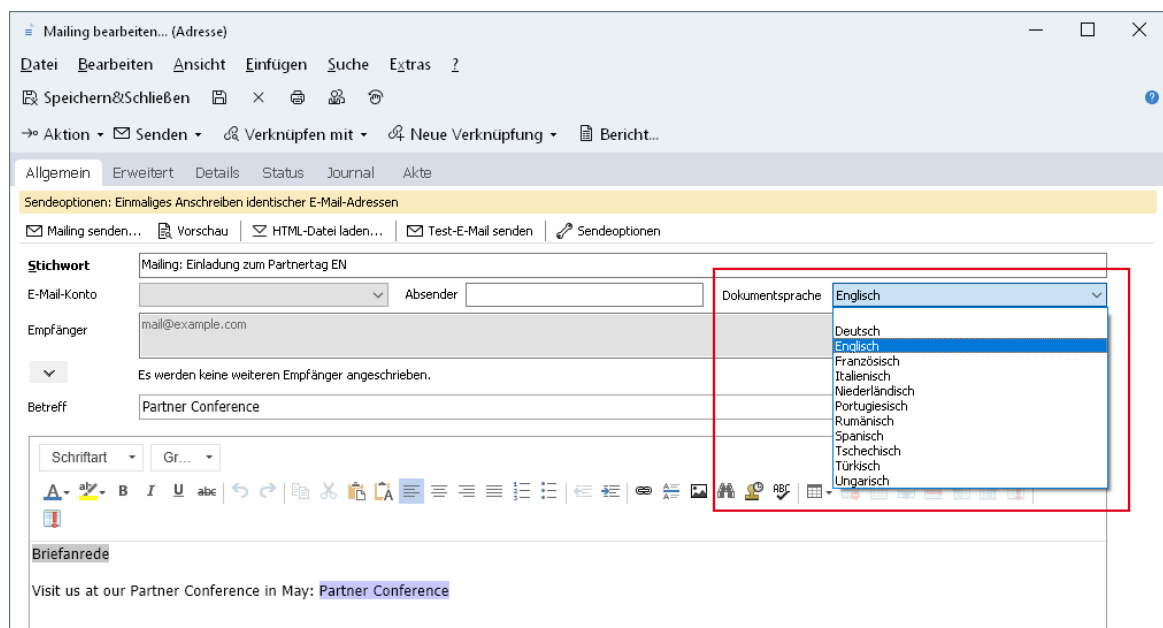 Mailing bearbeiten... (Adresse)
Datei Bearbeiten Ansicht Einfügen Suche Extras ?
Speichern&Schließen
Aktion Senden Verknüpfen mit Neue Verknüpfung Bericht...
Allgemein Erweitert Details Status Journal Akte
Sendeoptionen: Einmaliges Anschreiben identischer E-Mail-Adressen
Mailing senden... Vorschau HTML-Datei laden... Test-E-Mail senden Sendeoptionen
Stichwort Mailing: Einladung zum Partnertag EN
E-Mail-Konto Absender Dokumentsprache Englisch
Empfänger mail@example.com
Deutsch
Englisch
Französisch
Italienisch
Niederländisch
Portugiesisch
Rumänisch
Spanisch
Tschechisch
Türkisch
Ungarisch
Es werden keine weiteren Empfänger angeschrieben.
Betreff Partner Conference
Schriftart Gr...
A aby B I U abc A ABC
Briefanrede
Visit us at our Partner Conference in May: Partner Conference